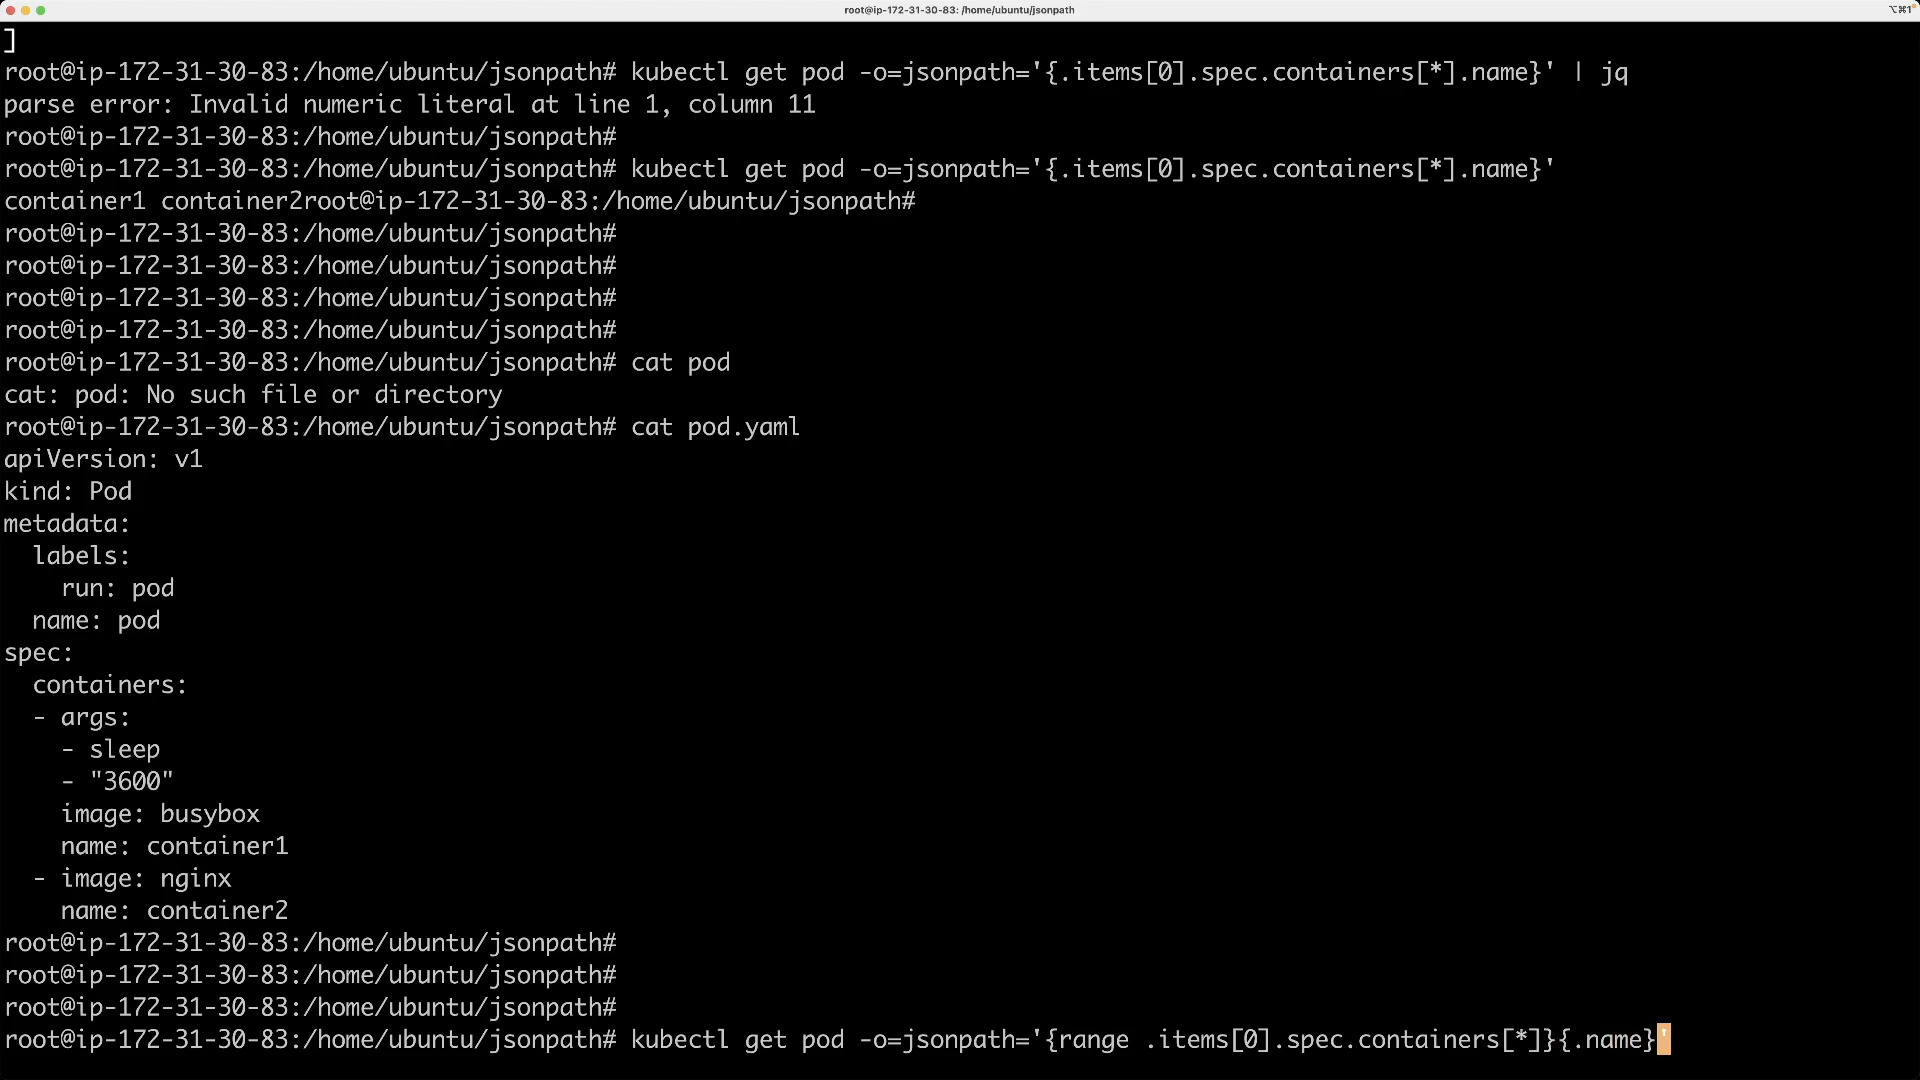 root@ip-172-31-30-83: /home/ubuntu/jsonpath
⌥⌘1
]
root@ip-172-31-30-83:/home/ubuntu/jsonpath# kubectl get pod -o=jsonpath='{.items[0].spec.containers[*].name}' | jq
parse error: Invalid numeric literal at line 1, column 11
root@ip-172-31-30-83:/home/ubuntu/jsonpath#
root@ip-172-31-30-83:/home/ubuntu/jsonpath# kubectl get pod -o=jsonpath='{.items[0].spec.containers[*].name}'
container1 container2root@ip-172-31-30-83:/home/ubuntu/jsonpath#
root@ip-172-31-30-83:/home/ubuntu/jsonpath#
root@ip-172-31-30-83:/home/ubuntu/jsonpath#
root@ip-172-31-30-83:/home/ubuntu/jsonpath#
root@ip-172-31-30-83:/home/ubuntu/jsonpath#
root@ip-172-31-30-83:/home/ubuntu/jsonpath# cat pod
cat: pod: No such file or directory
root@ip-172-31-30-83:/home/ubuntu/jsonpath# cat pod.yaml
apiVersion: v1
kind: Pod
metadata:
  labels:
    run: pod
  name: pod
spec:
  containers:
  - args:
    - sleep
    - "3600"
    image: busybox
    name: container1
  - image: nginx
    name: container2
root@ip-172-31-30-83:/home/ubuntu/jsonpath#
root@ip-172-31-30-83:/home/ubuntu/jsonpath#
root@ip-172-31-30-83:/home/ubuntu/jsonpath#
root@ip-172-31-30-83:/home/ubuntu/jsonpath# kubectl get pod -o=jsonpath='{range .items[0].spec.containers[*]}{.name}'